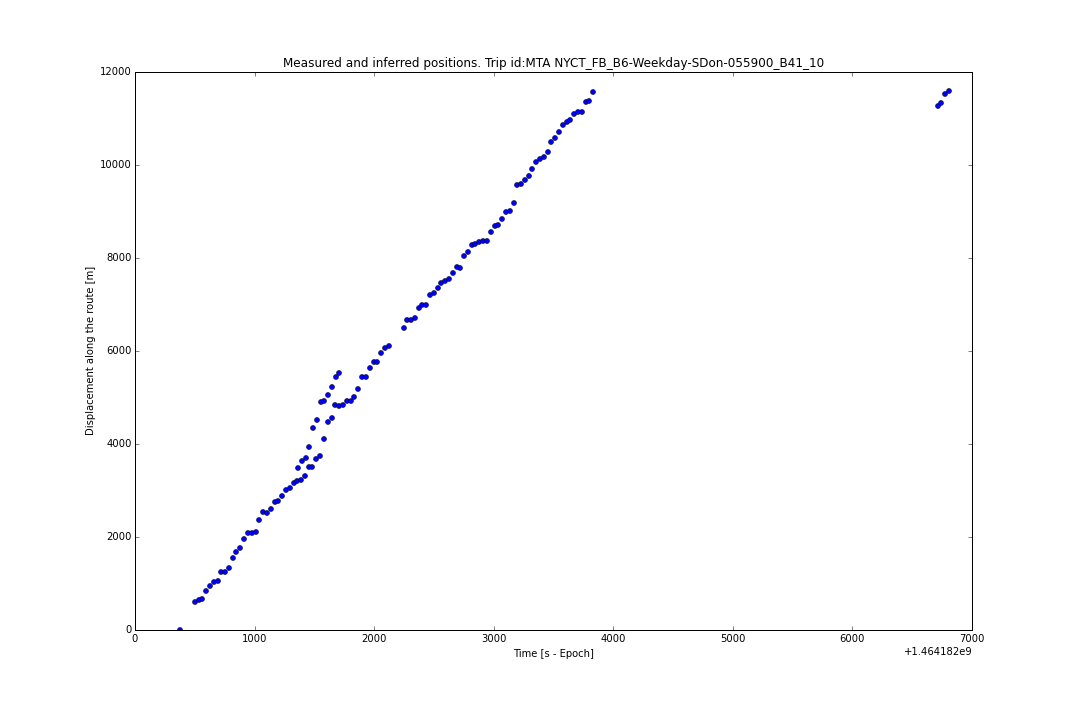 Measured and inferred positions. Trip id:MTA NYCT_FB_B6-Weekday-SDon-055900_B41_10
12000
10000
8000
6000
4000
2000
0
Displacement along the route [m]
0 1000 2000 3000 4000 5000 6000 7000
Time [s - Epoch]
+1.464182e9